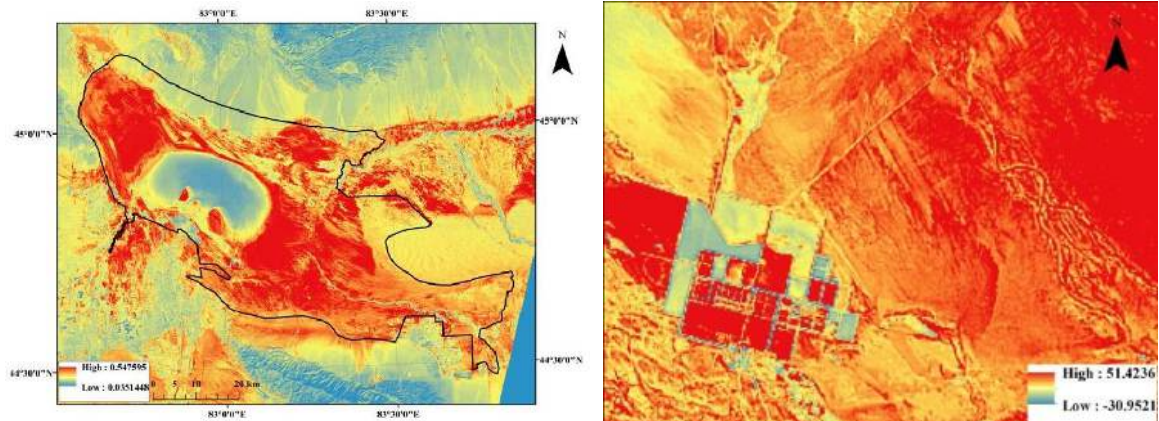 83°0'0"E 83°30'0"E
N
45°0'0"N 45°0'0"N
44°30'0"N 44°30'0"N
High : 0.547595
Low : 0.0351448
0 5 10 20 km
83°0'0"E 83°30'0"E
N
High : 51.4236
Low : -30.9521